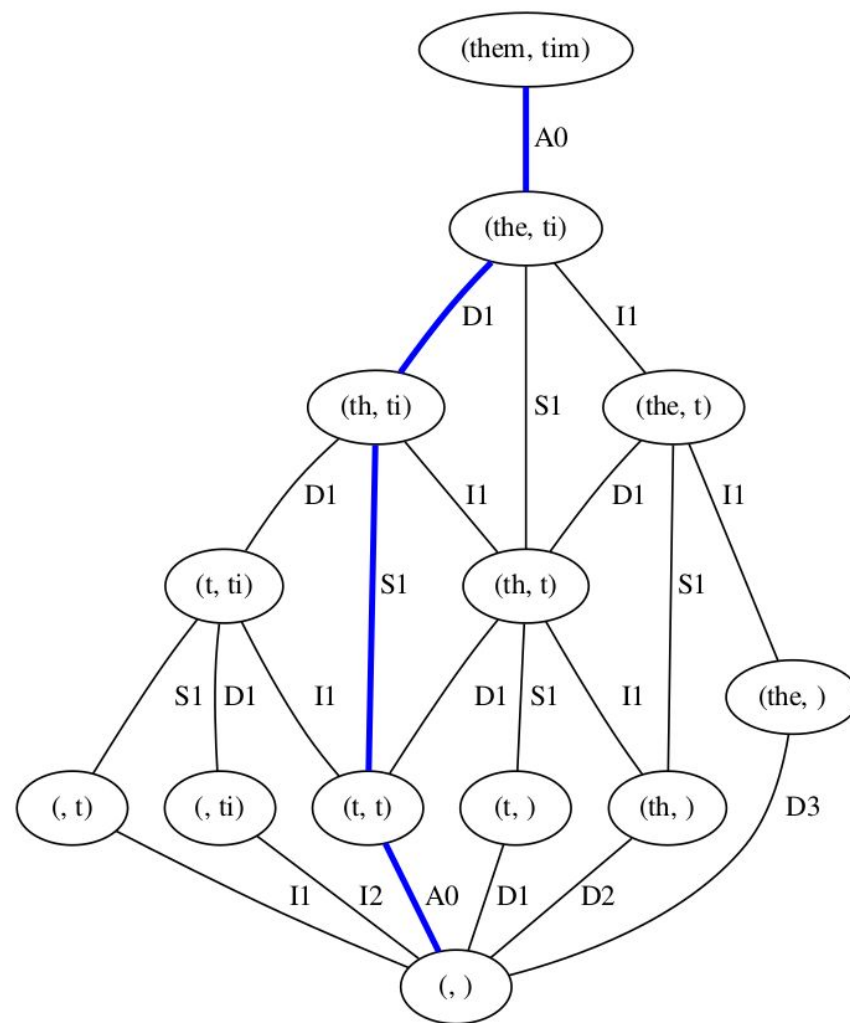 (them, tim)
A0
(the, ti)
D1 I1
(th, ti) S1 (the, t)
D1 I1 D1 I1
(t, ti) S1 (th, t) S1
S1 D1 I1 D1 S1 I1 (the, )
(, t) (, ti) (t, t) (t, ) (th, ) D3
I1 I2 A0 D1 D2
(, )